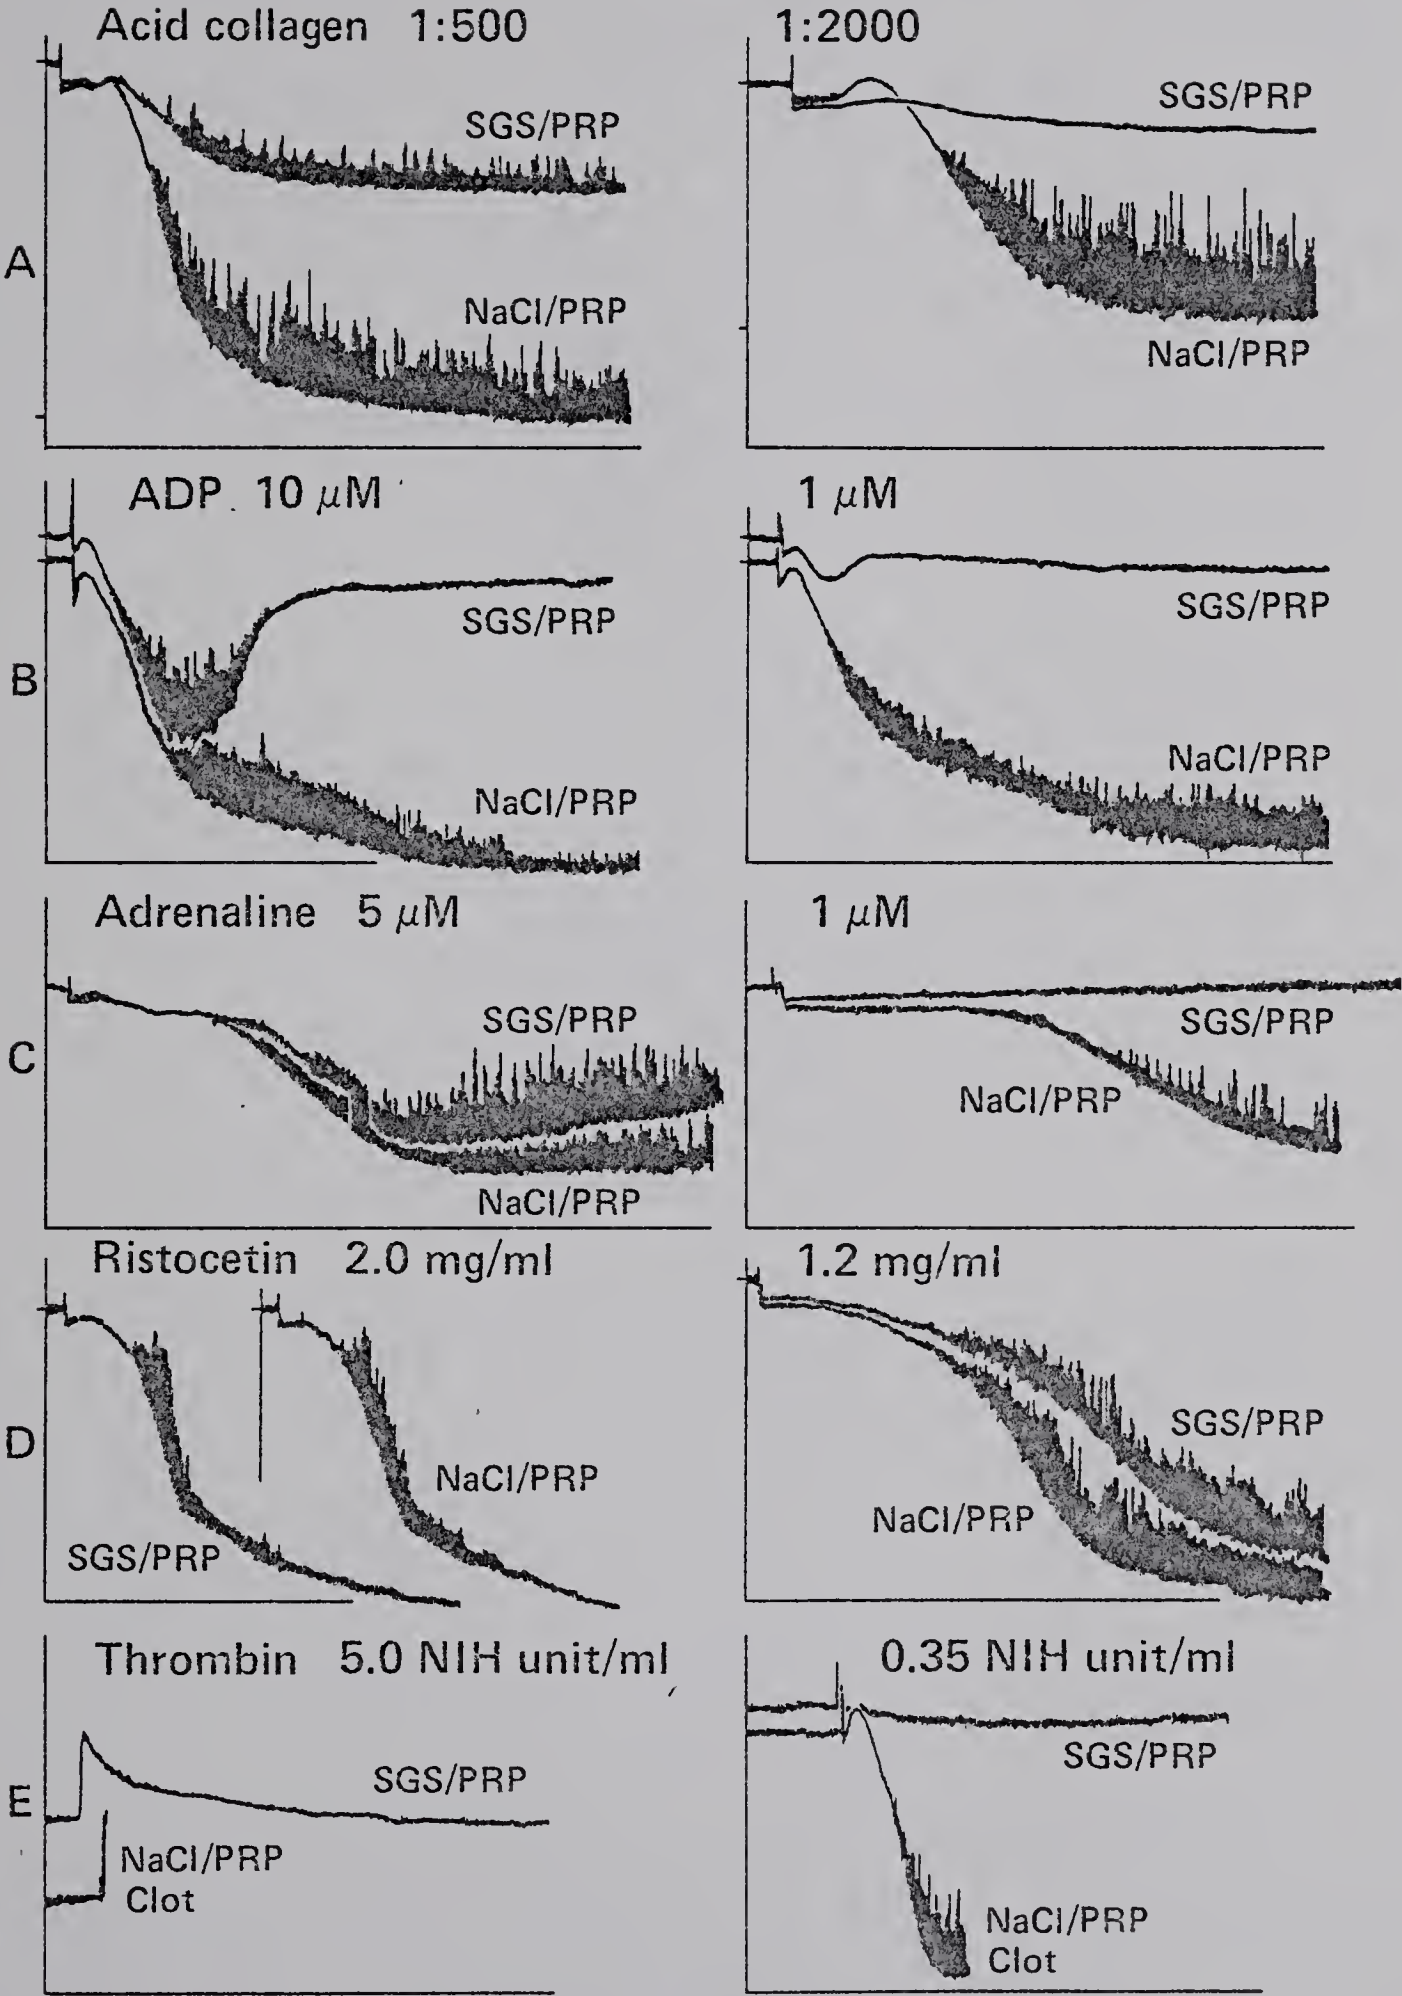 Acid collagen 1:500
1:2000
SGS/PRP
NaCl/PRP
SGS/PRP
NaCl/PRP
A
ADP 10 μM
1 μM
SGS/PRP
NaCl/PRP
SGS/PRP
NaCl/PRP
B
Adrenaline 5 μM
1 μM
SGS/PRP
NaCl/PRP
SGS/PRP
NaCl/PRP
C
Ristocetin 2.0 mg/ml
1.2 mg/ml
SGS/PRP
NaCl/PRP
SGS/PRP
NaCl/PRP
D
Thrombin 5.0 NIH unit/ml
0.35 NIH unit/ml
SGS/PRP
NaCl/PRP
Clot
SGS/PRP
NaCl/PRP
Clot
E